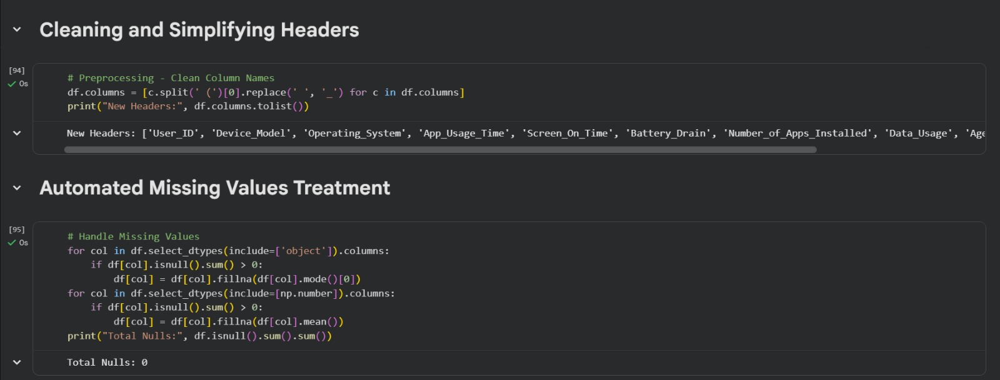 Cleaning and Simplifying Headers
[94]
0s
# Preprocessing - Clean Column Names
df.columns = [c.split(' (')[0].replace(' ', '_') for c in df.columns]
print("New Headers:", df.columns.tolist())
New Headers: ['User_ID', 'Device_Model', 'Operating_System', 'App_Usage_Time', 'Screen_On_Time', 'Battery_Drain', 'Number_of_Apps_Installed', 'Data_Usage', 'Age
Automated Missing Values Treatment
[95]
0s
# Handle Missing Values
for col in df.select_dtypes(include=['object']).columns:
    if df[col].isnull().sum() > 0:
        df[col] = df[col].fillna(df[col].mode()[0])
for col in df.select_dtypes(include=[np.number]).columns:
    if df[col].isnull().sum() > 0:
        df[col] = df[col].fillna(df[col].mean())
print("Total Nulls:", df.isnull().sum().sum())
Total Nulls: 0